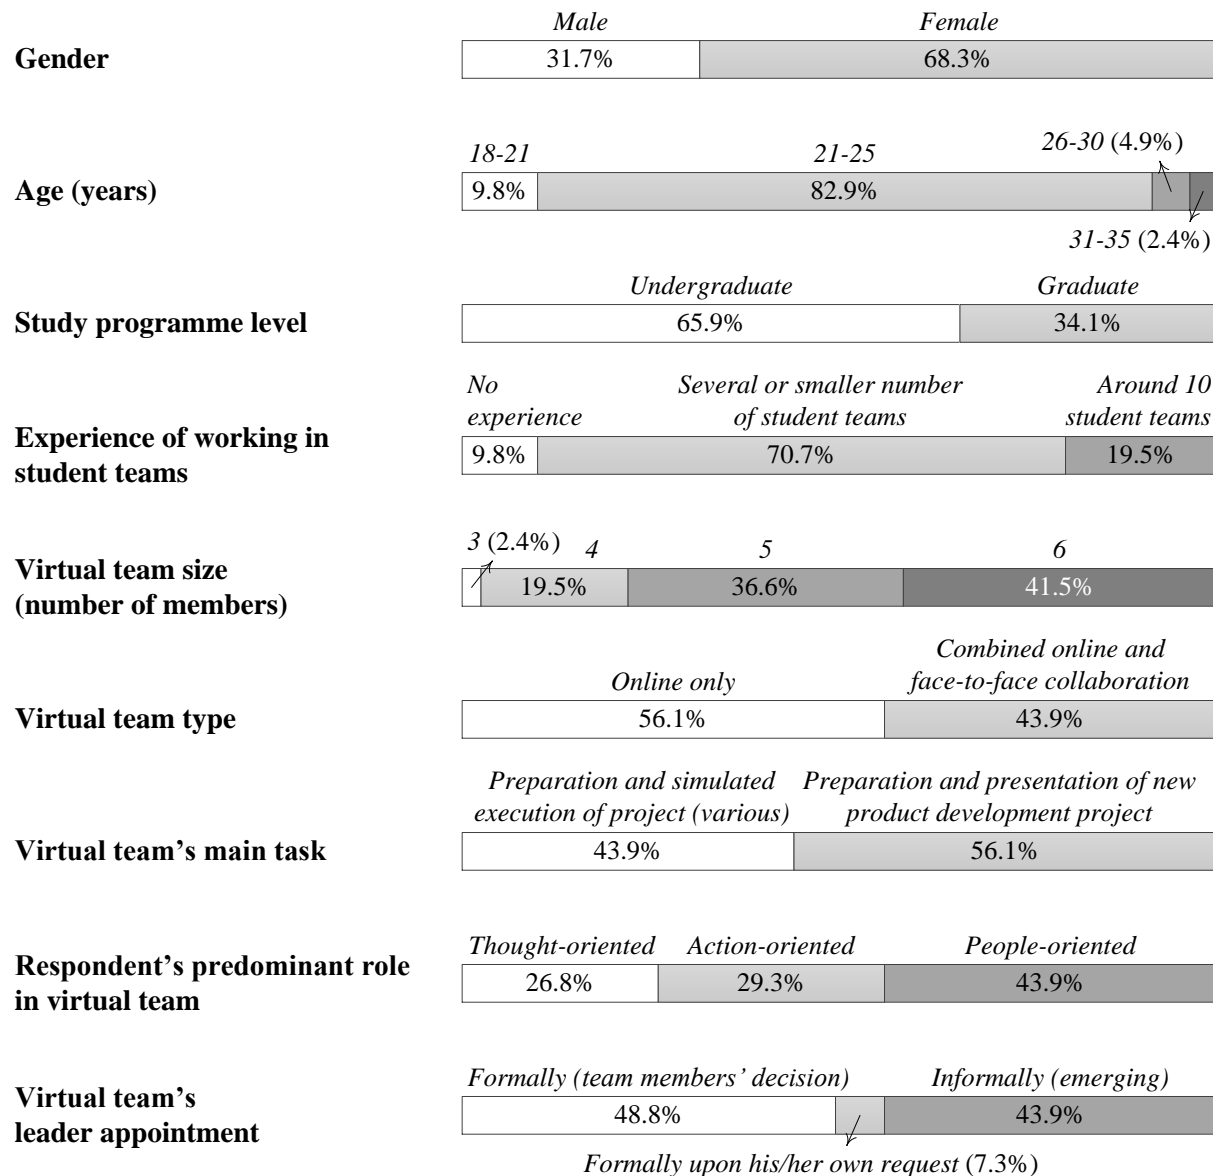 Male Female
Gender 31.7% 68.3%
18-21 21-25 26-30 (4.9%)
Age (years) 9.8% 82.9%
31-35 (2.4%)
Undergraduate Graduate
Study programme level 65.9% 34.1%
No Several or smaller number Around 10
experience of student teams student teams
Experience of working in
student teams
9.8% 70.7% 19.5%
3 (2.4%) 4 5 6
Virtual team size
(number of members)
19.5% 36.6% 41.5%
Combined online and
Online only face-to-face collaboration
Virtual team type 56.1% 43.9%
Preparation and simulated Preparation and presentation of new
execution of project (various) product development project
Virtual team's main task 43.9% 56.1%
Thought-oriented Action-oriented People-oriented
Respondent's predominant role
in virtual team
26.8% 29.3% 43.9%
Formally (team members' decision) Informally (emerging)
Virtual team's
leader appointment
48.8% 43.9%
Formally upon his/her own request (7.3%)